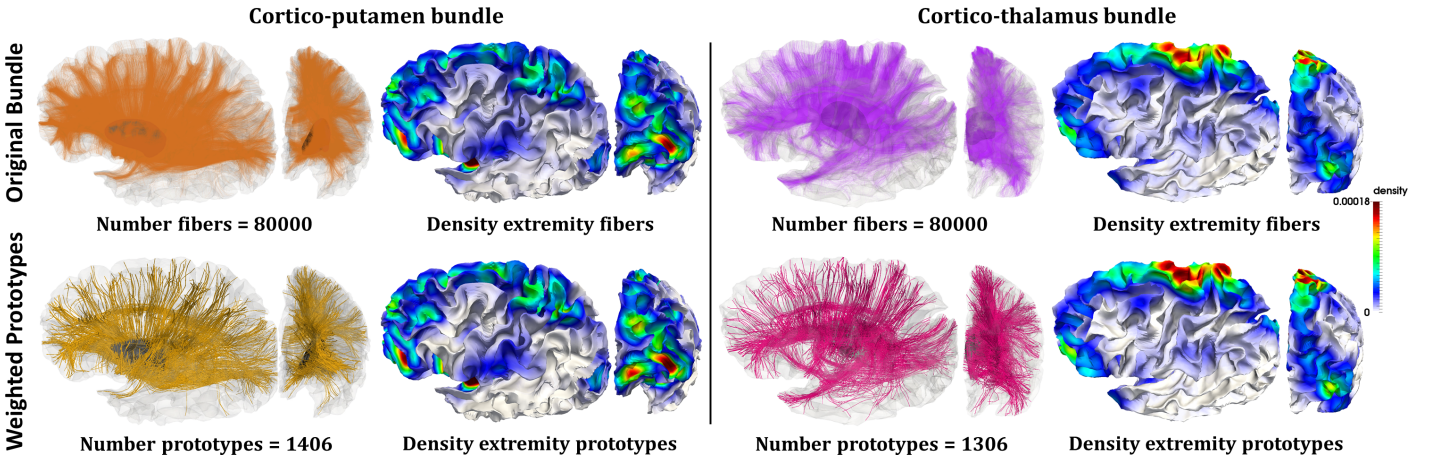 Cortico-putamen bundle
Cortico-thalamus bundle
Original Bundle
Number fibers = 80000
Density extremity fibers
Number fibers = 80000
Density extremity fibers
density
0.00018
0
Weighted Prototypes
Number prototypes = 1406
Density extremity prototypes
Number prototypes = 1306
Density extremity prototypes